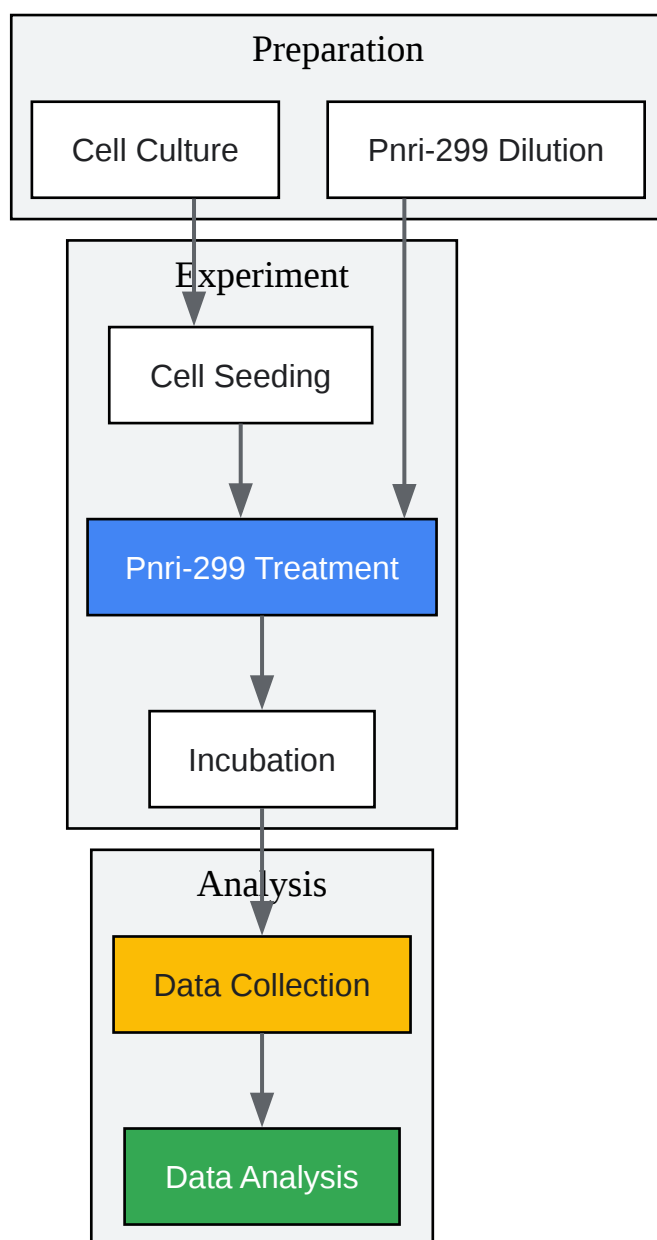 Preparation
Cell Culture
Pnri-299 Dilution
Experiment
Cell Seeding
Pnri-299 Treatment
Incubation
Analysis
Data Collection
Data Analysis